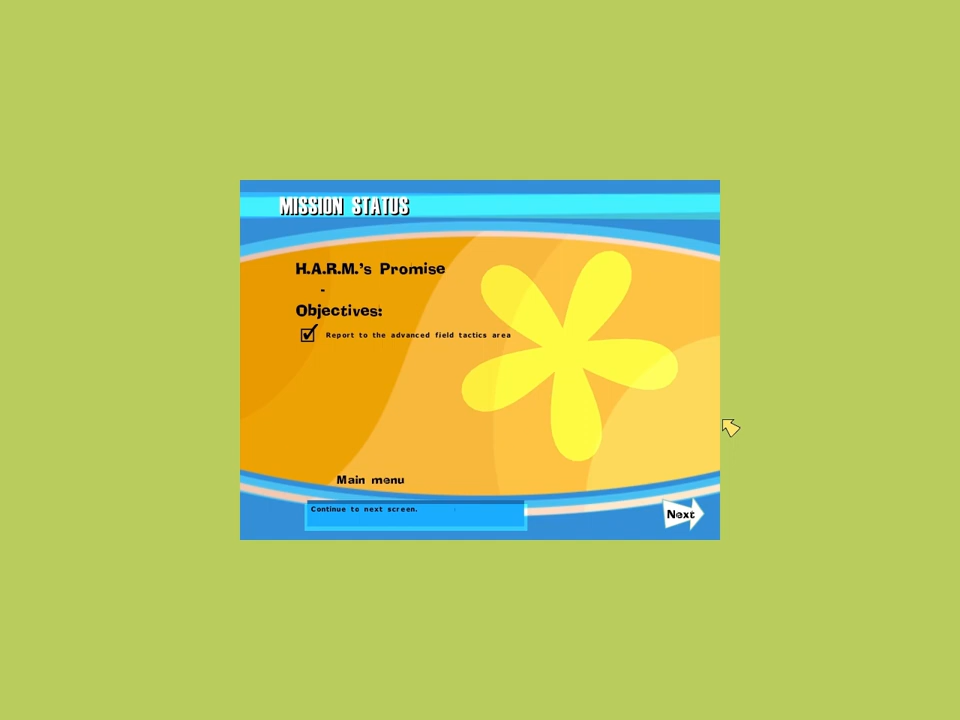 MISSION STATUS
H.A.R.M.'s Promise
-
Objectives:
Report to the advanced field tactics area
Main menu
Continue to next screen.
Next